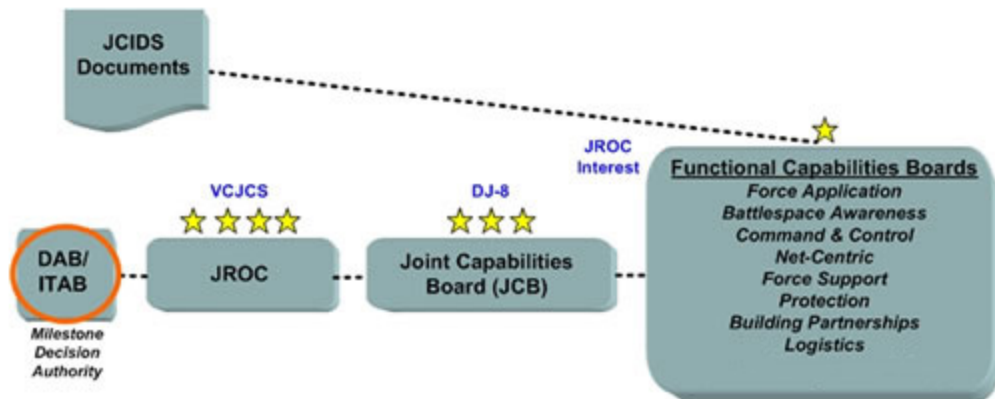 JCIDS
Documents
JROC
Interest
VCJCS
DJ-8
DAB/
ITAB
Milestone
Decision
Authority
JROC
Joint Capabilities
Board (JCB)
Functional Capabilities Boards
Force Application
Battlespace Awareness
Command & Control
Net-Centric
Force Support
Protection
Building Partnerships
Logistics